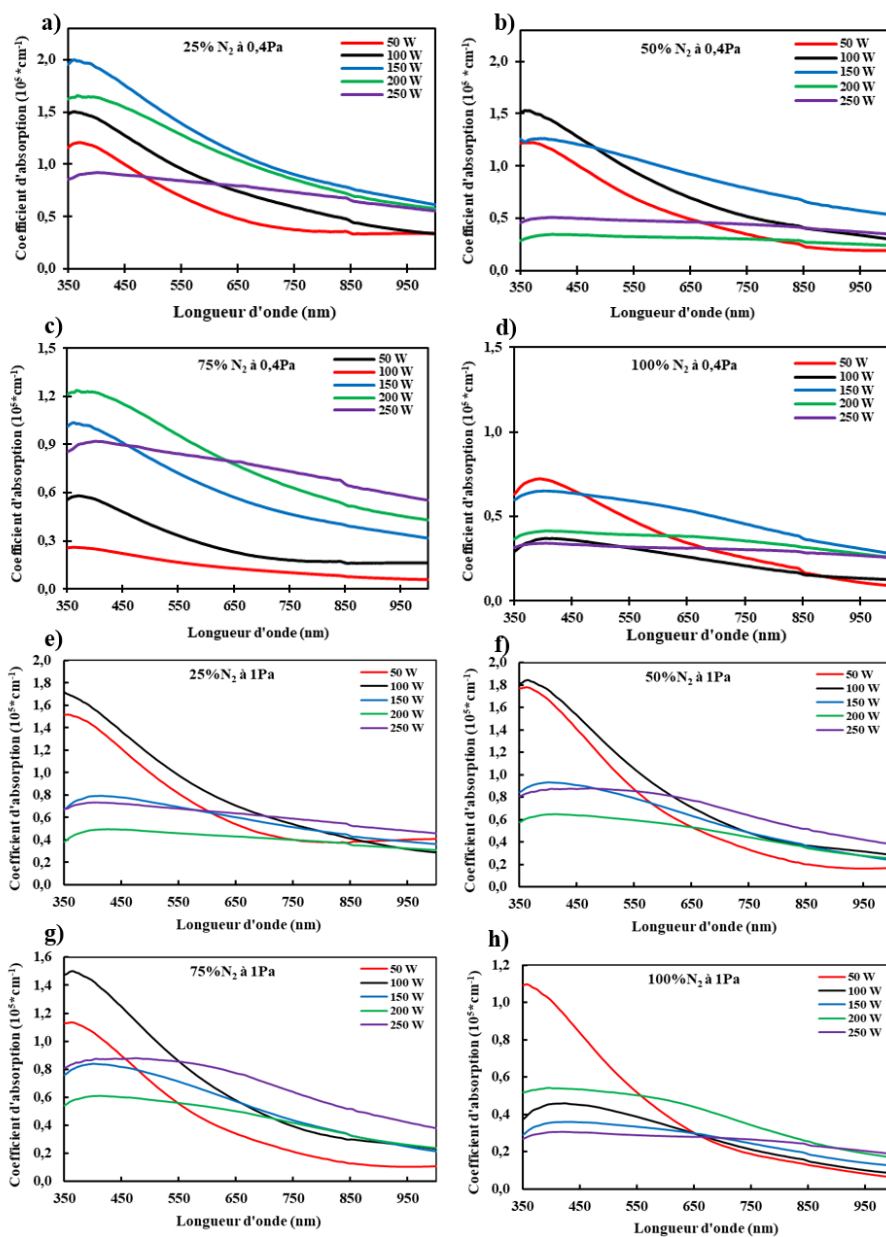 a)
25% N₂ à 0,4Pa
50 W
100 W
150 W
200 W
250 W
Coefficient d'absorption (10⁵ *cm⁻¹)
2,0
1,5
1,0
0,5
0,0
350 450 550 650 750 850 950
Longueur d'onde (nm)
b)
50% N₂ à 0,4Pa
50 W
100 W
150 W
200 W
250 W
Coefficient d'absorption (10⁵ *cm⁻¹)
2,0
1,5
1,0
0,5
0,0
350 450 550 650 750 850 950
Longueur d'onde (nm)
c)
75% N₂ à 0,4Pa
50 W
100 W
150 W
200 W
250 W
Coefficient d'absorption (10⁵*cm⁻¹)
1,5
1,2
0,9
0,6
0,3
0,0
350 450 550 650 750 850 950
Longueur d'onde (nm)
d)
100% N₂ à 0,4Pa
50 W
100 W
150 W
200 W
250 W
Coefficient d'absorption (10⁵*cm⁻¹)
1,5
1,0
0,5
0,0
350 450 550 650 750 850 950
Longueur d'onde (nm)
e)
25%N₂ à 1Pa
50 W
100 W
150 W
200 W
250 W
Coefficient d'absorption (10⁵*cm⁻¹)
2,0
1,8
1,6
1,4
1,2
1,0
0,8
0,6
0,4
0,2
0,0
350 450 550 650 750 850 950
Longueur d'onde (nm)
f)
50%N₂ à 1Pa
50 W
100 W
150 W
200 W
250 W
Coefficient d'absorption (10⁵*cm⁻¹)
2,0
1,8
1,6
1,4
1,2
1,0
0,8
0,6
0,4
0,2
0,0
350 450 550 650 750 850 950
Longueur d'onde (nm)
g)
75%N₂ à 1Pa
50 W
100 W
150 W
200 W
250 W
Coefficient d'absorption (10⁵*cm⁻¹)
1,6
1,4
1,2
1,0
0,8
0,6
0,4
0,2
0,0
350 450 550 650 750 850 950
Longueur d'onde (nm)
h)
100%N₂ à 1Pa
50 W
100 W
150 W
200 W
250 W
Coefficient d'absorption (10⁵*cm⁻¹)
1,2
1,0
0,8
0,6
0,4
0,2
0,0
350 450 550 650 750 850 950
Longueur d'onde (nm)